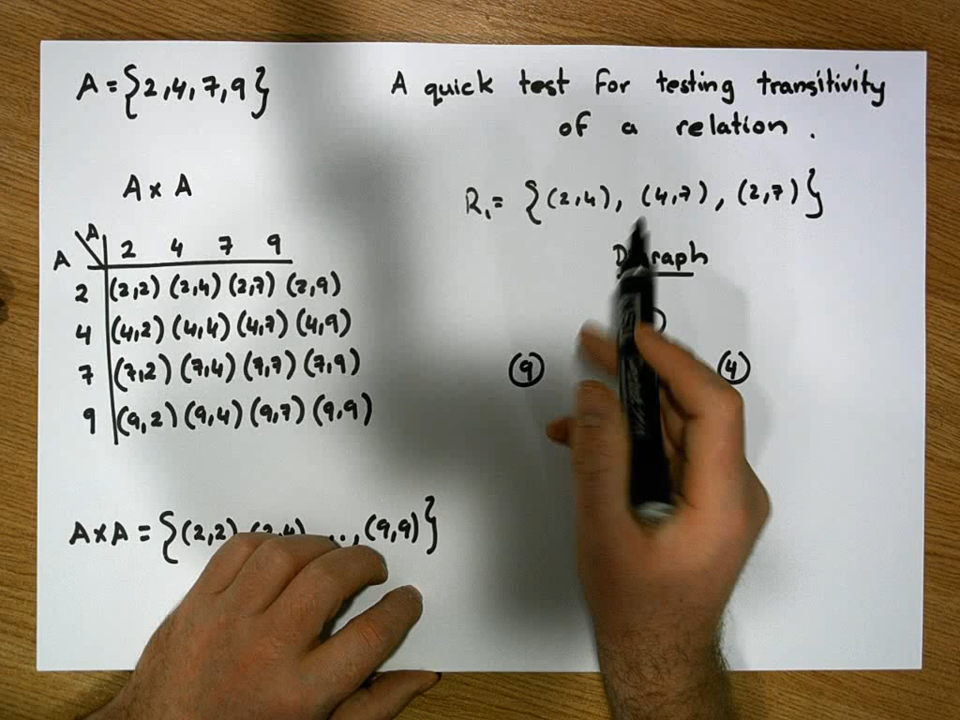 A = {2,4,7,9}
A quick test for testing transitivity
of a relation .
A x A
R₁ = {(2,4), (4,7), (2,7)}
A
A 2 4 7 9
2 (2,2) (2,4) (2,7) (2,9)
4 (4,2) (4,4) (4,7) (4,9)
7 (7,2) (7,4) (7,7) (7,9)
9 (9,2) (9,4) (9,7) (9,9)
9 4
A x A = {(2,2) (2,4) ..., (9,9)}